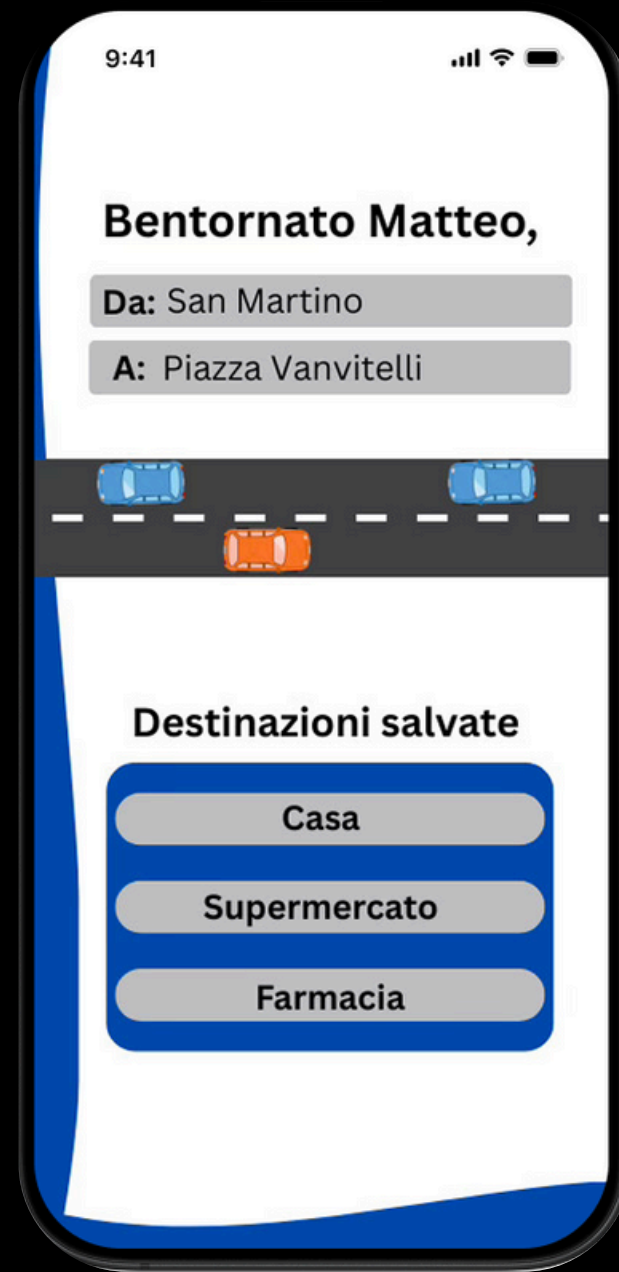 9:41
Bentornato Matteo,
Da: San Martino
A: Piazza Vanvitelli
Destinazioni salvate
Casa
Supermercato
Farmacia